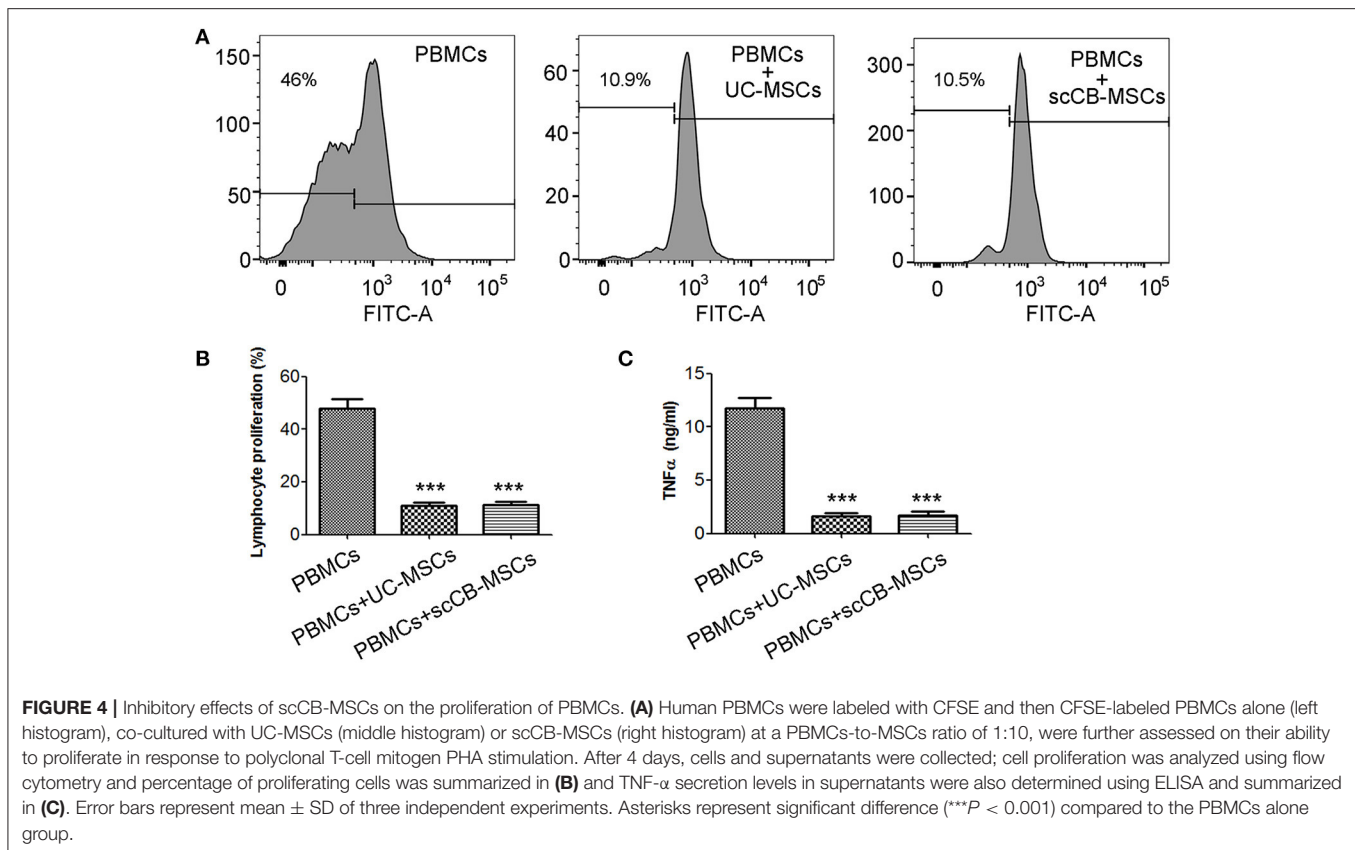 A
PBMCs
46%
150
100
50
0
0 10³ 10⁴ 10⁵
FITC-A
PBMCs
+
UC-MSCs
10.9%
60
40
20
0
0 10³ 10⁴ 10⁵
FITC-A
PBMCs
+
scCB-MSCs
10.5%
300
200
100
0
0 10³ 10⁴ 10⁵
FITC-A
B
Lymphocyte proliferation (%)
60
40
20
0
*** ***
PBMCs
PBMCs+UC-MSCs
PBMCs+scCB-MSCs
C
TNFα (ng/ml)
15
10
5
0
*** ***
PBMCs
PBMCs+UC-MSCs
PBMCs+scCB-MSCs
FIGURE 4 | Inhibitory effects of scCB-MSCs on the proliferation of PBMCs. (A) Human PBMCs were labeled with CFSE and then CFSE-labeled PBMCs alone (left
histogram), co-cultured with UC-MSCs (middle histogram) or scCB-MSCs (right histogram) at a PBMCs-to-MSCs ratio of 1:10, were further assessed on their ability
to proliferate in response to polyclonal T-cell mitogen PHA stimulation. After 4 days, cells and supernatants were collected; cell proliferation was analyzed using flow
cytometry and percentage of proliferating cells was summarized in (B) and TNF-α secretion levels in supernatants were also determined using ELISA and summarized
in (C). Error bars represent mean ± SD of three independent experiments. Asterisks represent significant difference (***P < 0.001) compared to the PBMCs alone
group.